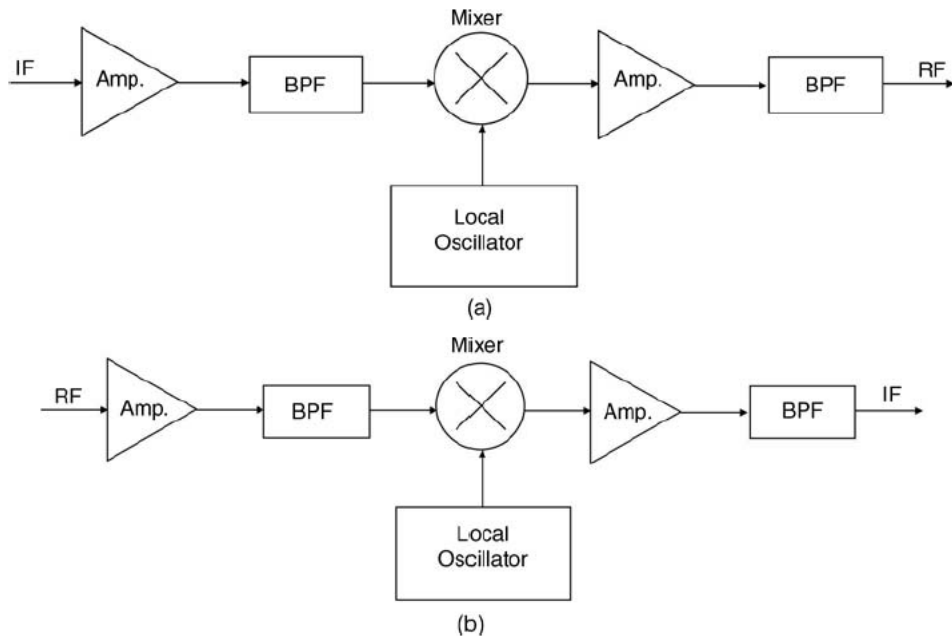 Mixer
IF
Amp.
BPF
Amp.
BPF
RF
Local
Oscillator
(a)
Mixer
RF
Amp.
BPF
Amp.
BPF
IF
Local
Oscillator
(b)